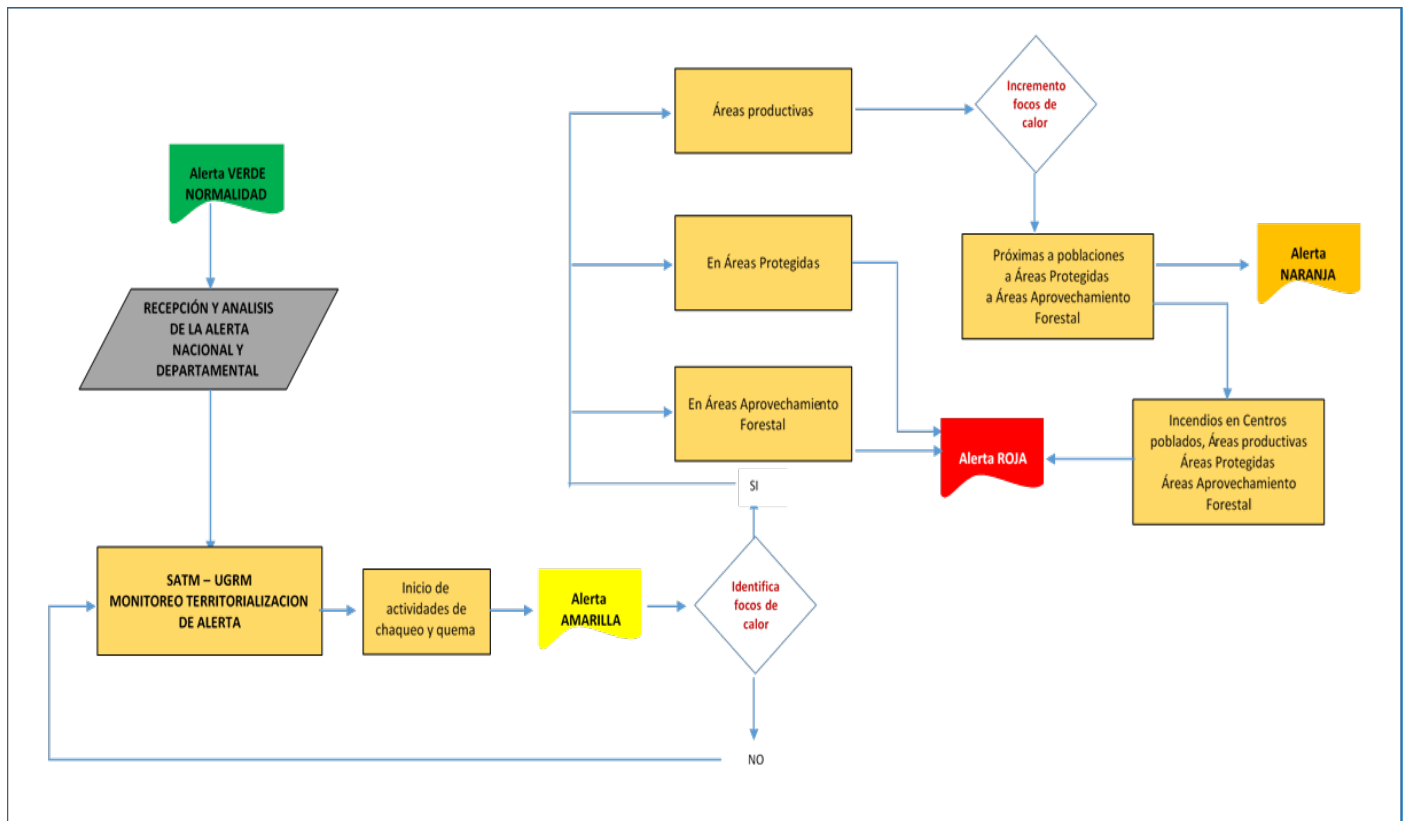 Alerta VERDE
NORMALIDAD
RECEPCIÓN Y ANALISIS
DE LA ALERTA
NACIONAL Y
DEPARTAMENTAL
SATM – UGRM
MONITOREO TERRITORIALIZACION
DE ALERTA
Inicio de
actividades de
chaqueo y quema
Alerta
AMARILLA
Identifica
focos de
calor
SI
NO
Áreas productivas
En Áreas Protegidas
En Áreas Aprovechamiento
Forestal
Incremento
focos de
calor
Próximas a poblaciones
a Áreas Protegidas
a Áreas Aprovechamiento
Forestal
Alerta
NARANJA
Incendios en Centros
poblados, Áreas productivas
Áreas Protegidas
Áreas Aprovechamiento
Forestal
Alerta ROJA